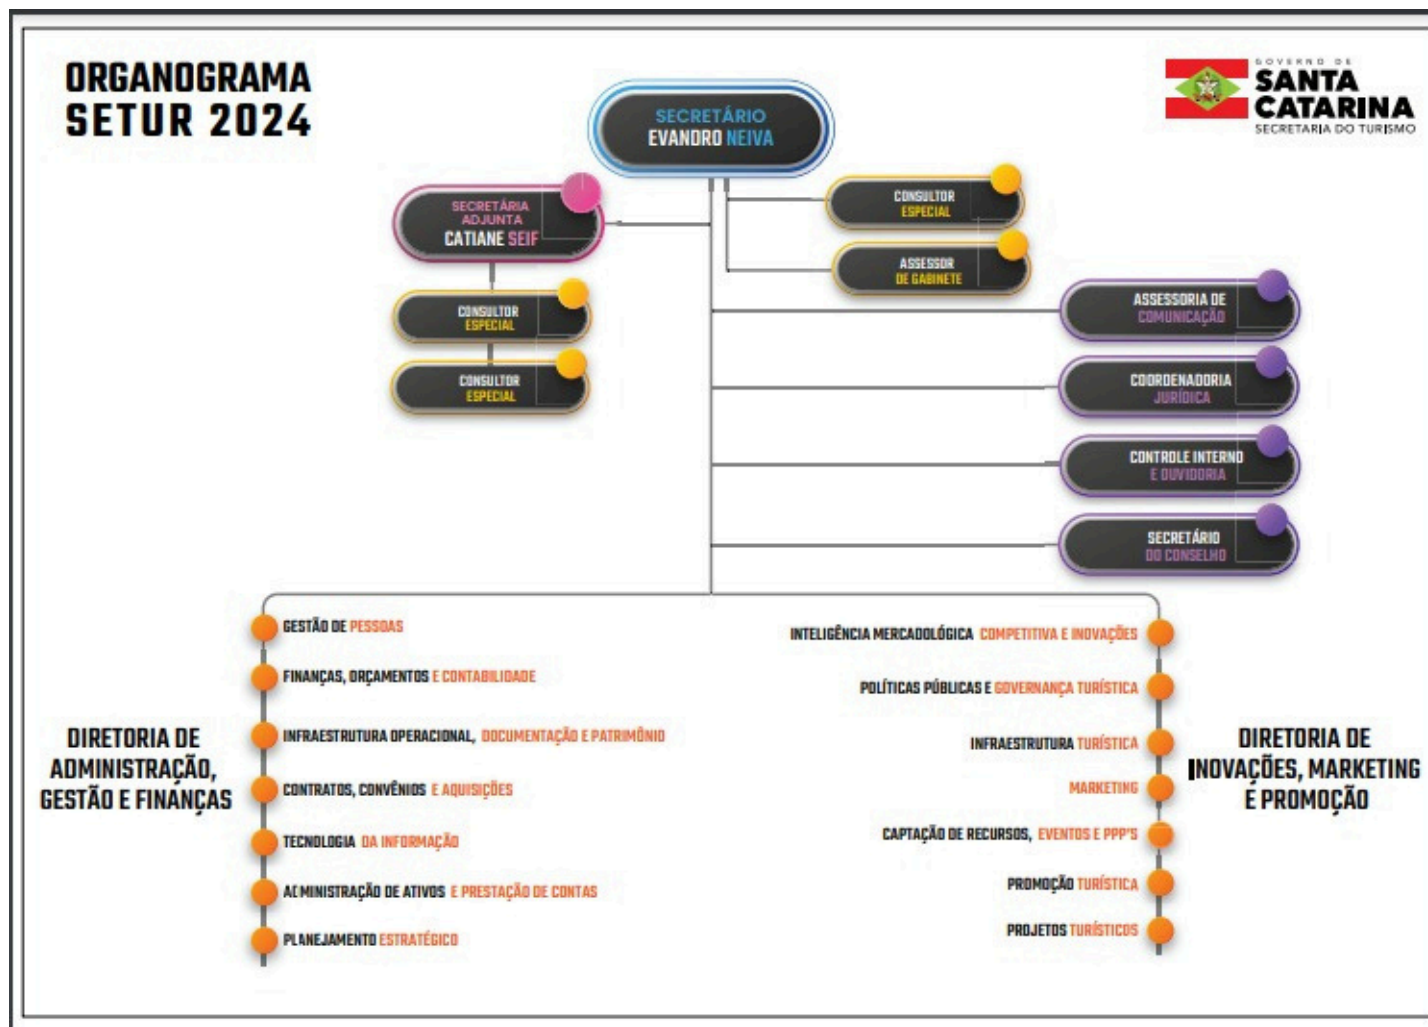 ORGANOGRAMA
SETUR 2024
GOVERNO DE
SANTA
CATARINA
SECRETARIA DO TURISMO
SECRETÁRIO
EVANDRO NEIVA
SECRETÁRIA
ADJUNTA
CATIANE SEIF
CONSULTOR
ESPECIAL
CONSULTOR
ESPECIAL
CONSULTOR
ESPECIAL
ASSESSOR
DE GABINETE
ASSESSORIA DE
COMUNICAÇÃO
COORDENADORIA
JURÍDICA
CONTROLE INTERNO
E OUVIDORIA
SECRETÁRIO
DO CONSELHO
DIRETORIA DE
ADMINISTRAÇÃO,
GESTÃO E FINANÇAS
GESTÃO DE PESSOAS
FINANÇAS, ORÇAMENTOS E CONTABILIDADE
INFRAESTRUTURA OPERACIONAL, DOCUMENTAÇÃO E PATRIMÔNIO
CONTRATOS, CONVÊNIOS E AQUISIÇÕES
TECNOLOGIA DA INFORMAÇÃO
ADMINISTRAÇÃO DE ATIVOS E PRESTAÇÃO DE CONTAS
PLANEJAMENTO ESTRATÉGICO
INTELIGÊNCIA MERCADOLÓGICA COMPETITIVA E INOVAÇÕES
POLÍTICAS PÚBLICAS E GOVERNANÇA TURÍSTICA
INFRAESTRUTURA TURÍSTICA
MARKETING
CAPTAÇÃO DE RECURSOS, EVENTOS E PPP'S
PROMOÇÃO TURÍSTICA
PROJETOS TURÍSTICOS
DIRETORIA DE
INOVAÇÕES, MARKETING
E PROMOÇÃO